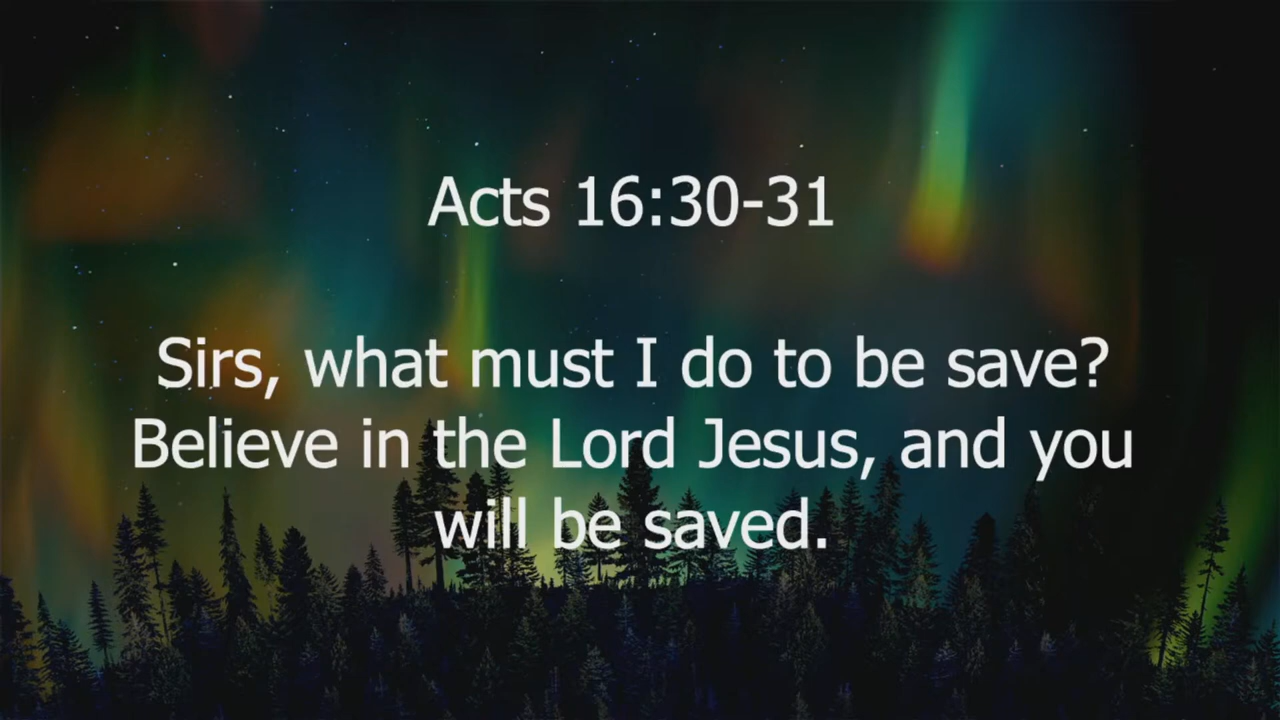 Acts 16:30-31
Sirs, what must I do to be save?
Believe in the Lord Jesus, and you
will be saved.